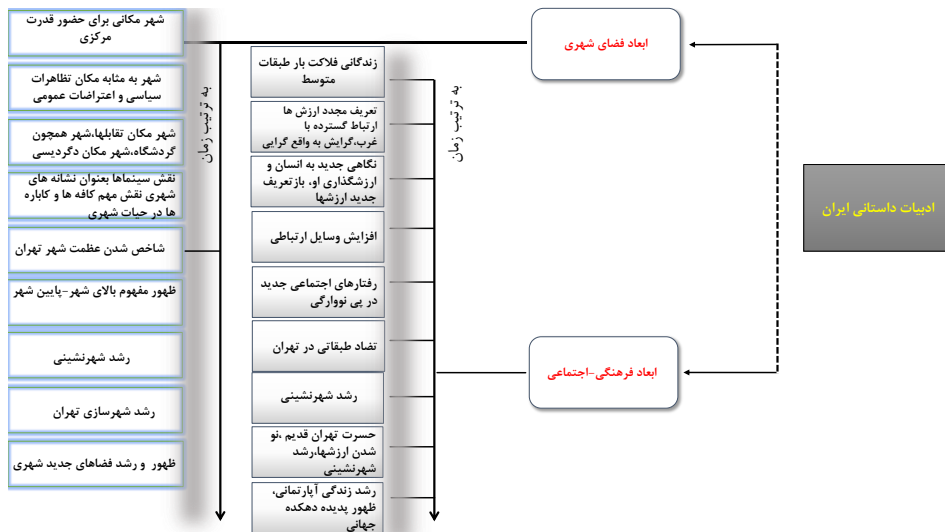 ادبیات داستانی ایران
ابعاد فضای شهری
به ترتیب زمان
شهر مکانی برای حضور قدرت
مرکزی
شهر به مثابه مکان تظاهرات
سیاسی و اعتراضات عمومی
شهر مکان تقابلها،شهر همچون
گردشگاه،شهر مکان دگردیسی
نقش سینماها بعنوان نشانه های
شهری نقش مهم کافه ها و کاباره
ها در حیات شهری
شاخص شدن عظمت شهر تهران
ظهور مفهوم بالای شهر-پایین شهر
رشد شهرنشینی
رشد شهرسازی تهران
ظهور و رشد فضاهای جدید شهری
ابعاد فرهنگی-اجتماعی
به ترتیب زمان
زندگانی فلاکت بار طبقات
متوسط
تعریف مجدد ارزش ها
ارتباط گسترده با
غرب،گرایش به واقع گرایی
نگاهی جدید به انسان و
ارزشگذاری او، بازتعریف
جدید ارزشها
افزایش وسایل ارتباطی
رفتارهای اجتماعی جدید
در پی نووارگی
تضاد طبقاتی در تهران
رشد شهرنشینی
حسرت تهران قدیم ،نو
شدن ارزشها،رشد
شهرنشینی
رشد زندگی آپارتمانی،
ظهور پدیده دهکده
جهانی